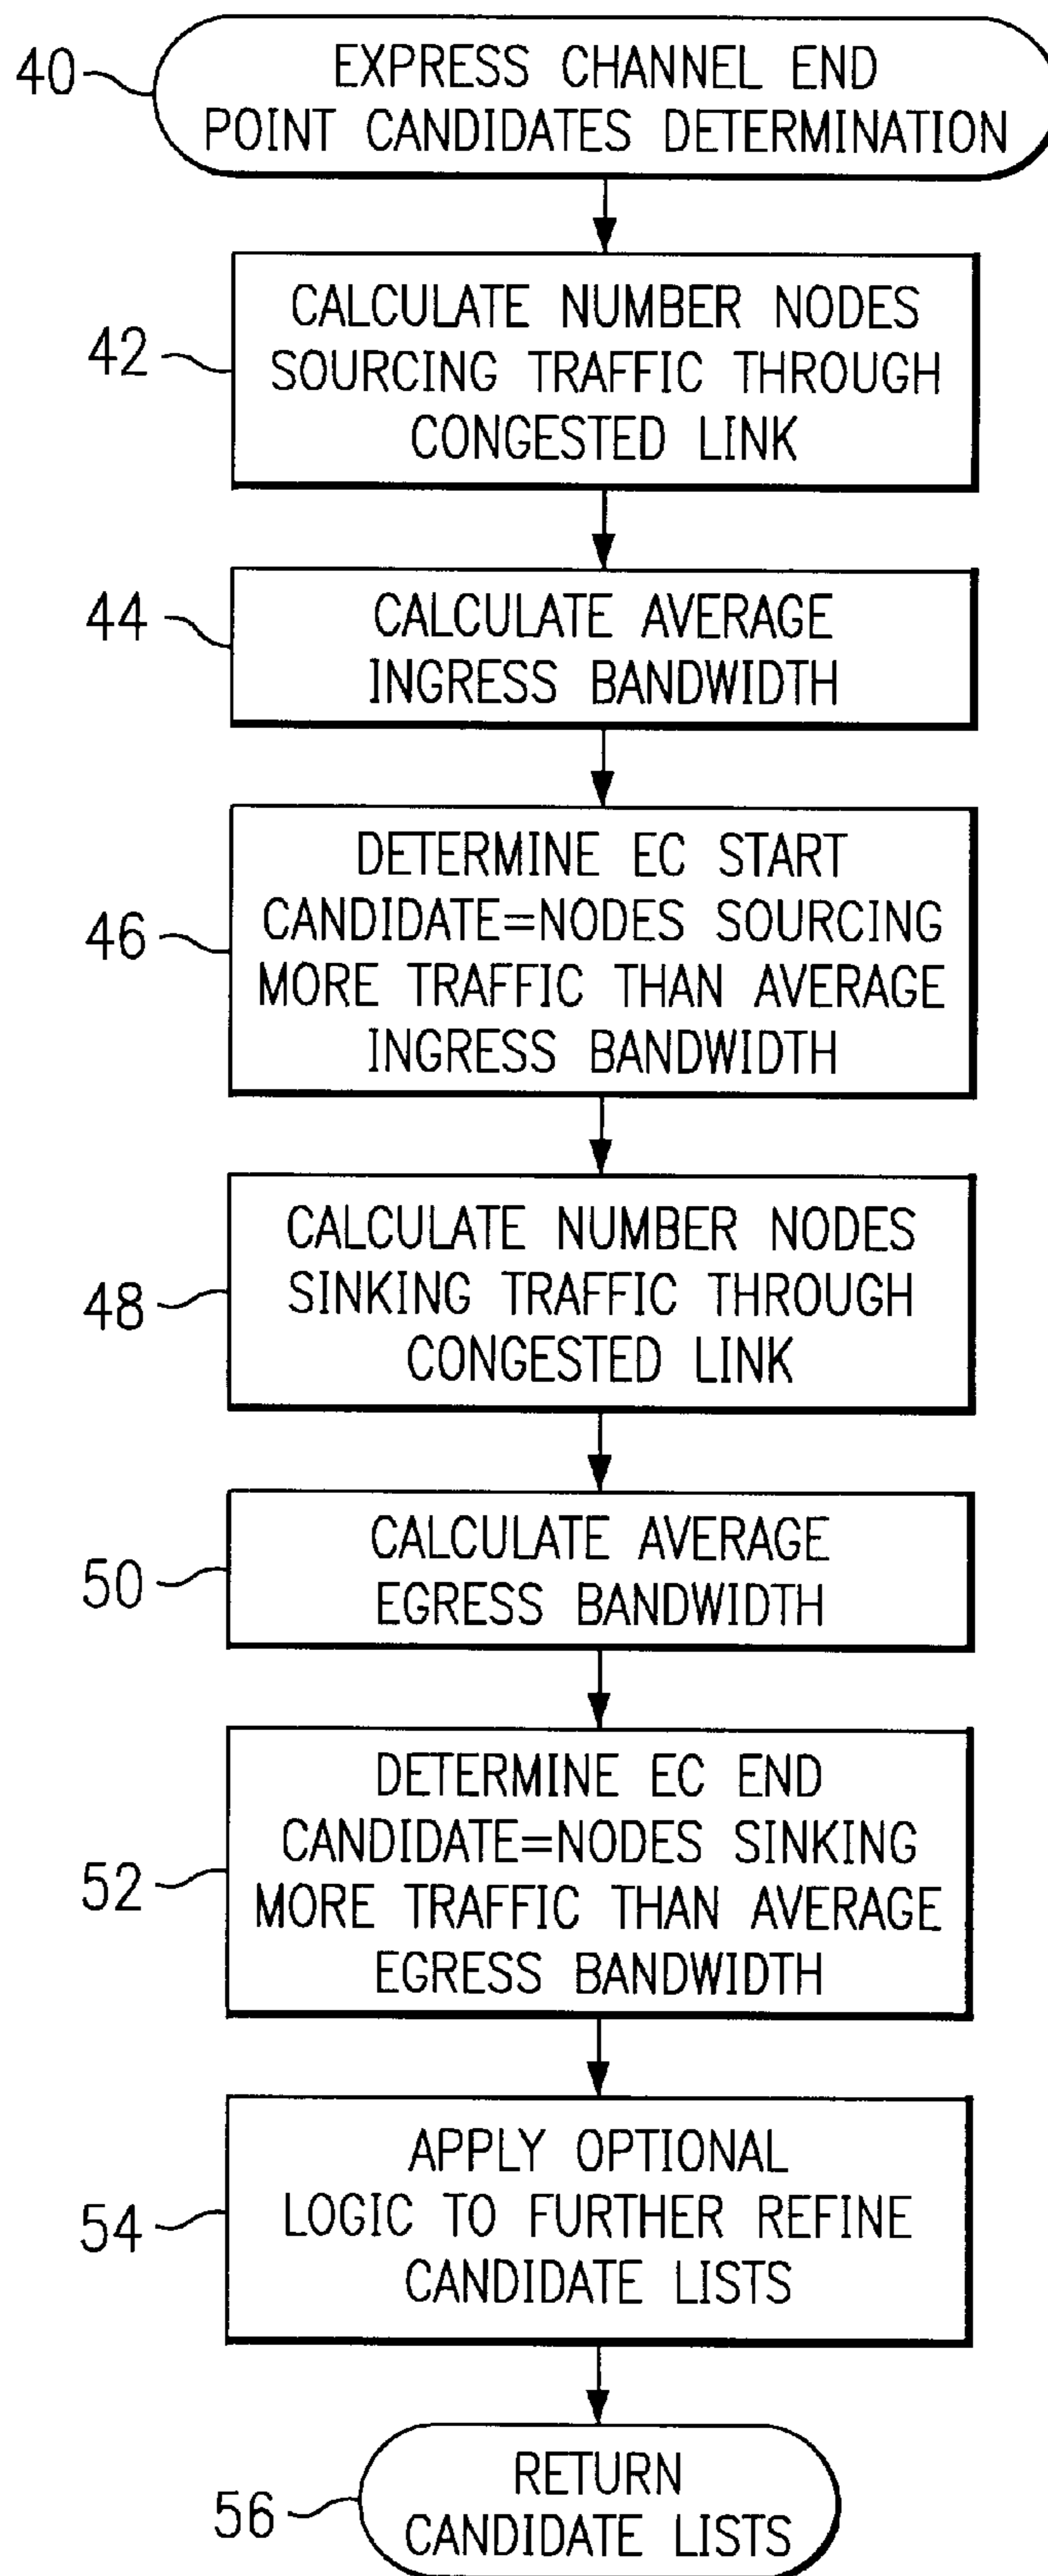 40
EXPRESS CHANNEL END
POINT CANDIDATES DETERMINATION
42
CALCULATE NUMBER NODES
SOURCING TRAFFIC THROUGH
CONGESTED LINK
44
CALCULATE AVERAGE
INGRESS BANDWIDTH
46
DETERMINE EC START
CANDIDATE=NODES SOURCING
MORE TRAFFIC THAN AVERAGE
INGRESS BANDWIDTH
48
CALCULATE NUMBER NODES
SINKING TRAFFIC THROUGH
CONGESTED LINK
50
CALCULATE AVERAGE
EGRESS BANDWIDTH
52
DETERMINE EC END
CANDIDATE=NODES SINKING
MORE TRAFFIC THAN AVERAGE
EGRESS BANDWIDTH
54
APPLY OPTIONAL
LOGIC TO FURTHER REFINE
CANDIDATE LISTS
56
RETURN
CANDIDATE LISTS